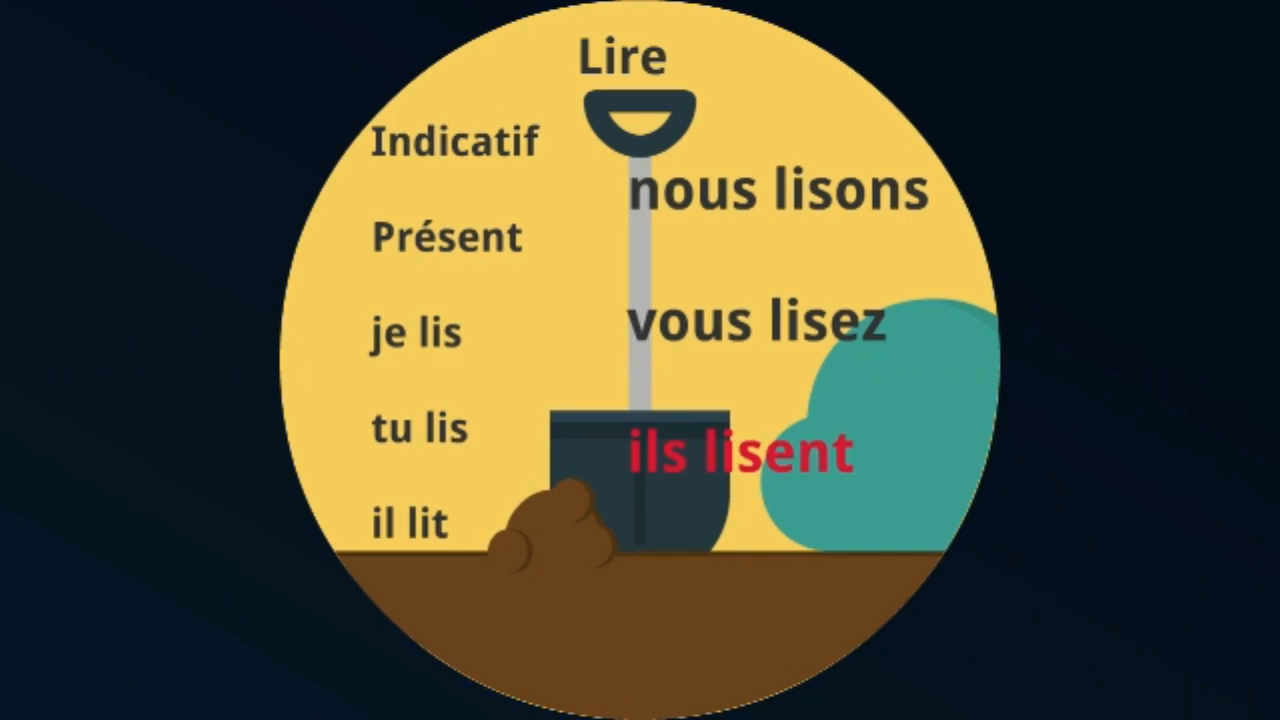 Lire
Indicatif
Présent
je lis
tu lis
il lit
nous lisons
vous lisez
ils lisent